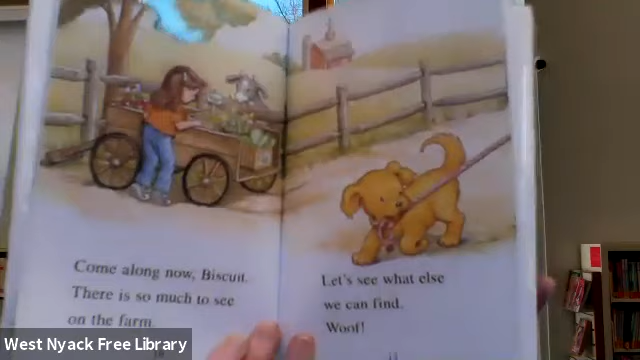 Come along now, Biscuit.
There is so much to see
on the farm.
Let's see what else
we can find.
Woof!
West Nyack Free Library